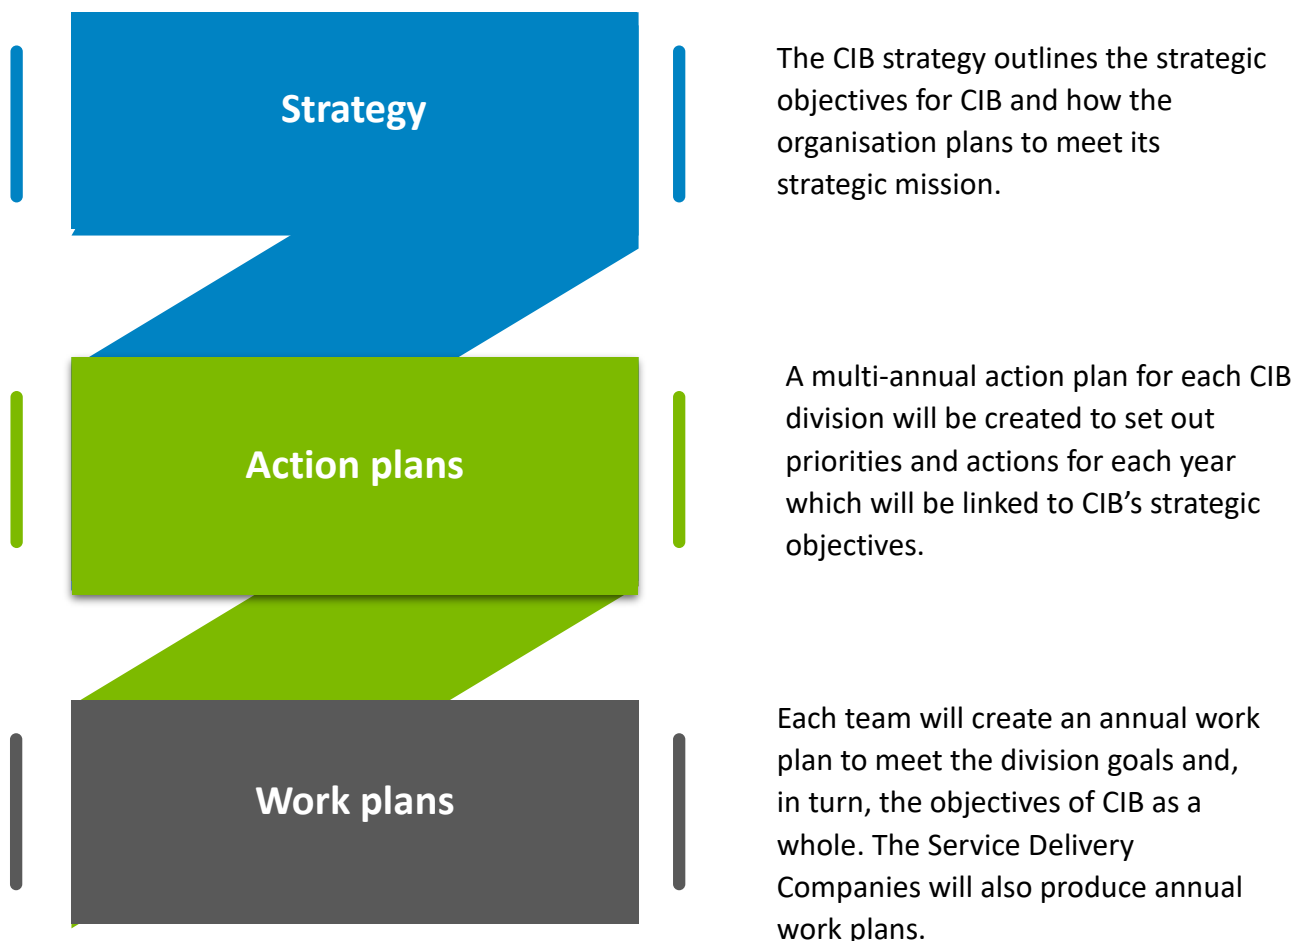 Strategy
The CIB strategy outlines the strategic
objectives for CIB and how the
organisation plans to meet its
strategic mission.
Action plans
A multi-annual action plan for each CIB
division will be created to set out
priorities and actions for each year
which will be linked to CIB’s strategic
objectives.
Work plans
Each team will create an annual work
plan to meet the division goals and,
in turn, the objectives of CIB as a
whole. The Service Delivery
Companies will also produce annual
work plans.